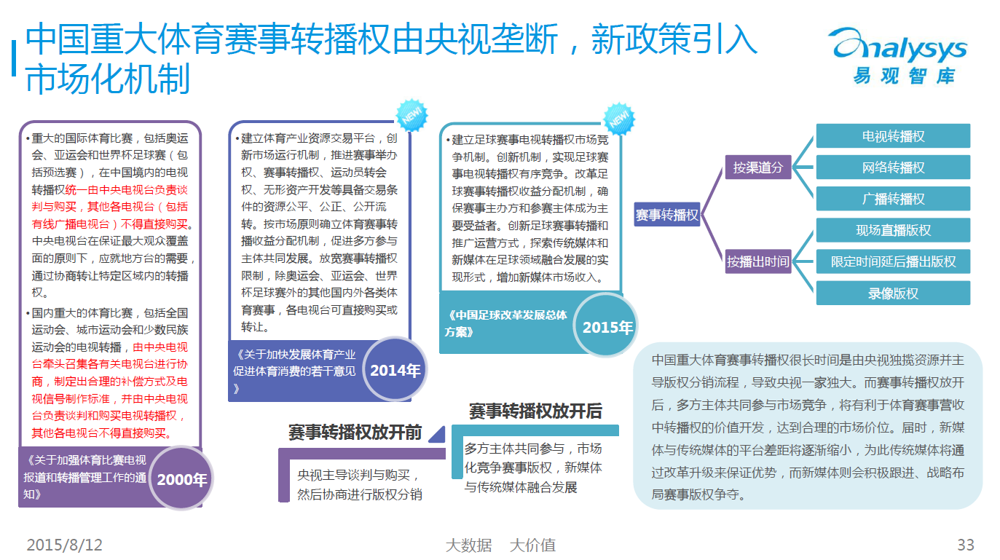 中国重大体育赛事转播权由央视垄断，新政策引入
市场化机制
analysys
易观智库
•重大的国际体育比赛，包括奥运
会、亚运会和世界杯足球赛（包
括预选赛），在中国境内的电视
转播权统一由中央电视台负责谈
判与购买，其他各电视台（包括
有线广播电视台）不得直接购买。
中央电视台在保证最大观众覆盖
面的原则下，应就地方台的需要，
通过协商转让特定区域内的转播
权。
•国内重大的体育比赛，包括全国
运动会、城市运动会和少数民族
运动会的电视转播，由中央电视
台牵头召集各有关电视台进行协
商，制定出合理的补偿方式及电
视信号制作标准，并由中央电视
台负责谈判和购买电视转播权，
其他各电视台不得直接购买。
《关于加强体育比赛电视
报道和转播管理工作的通
知》
2000年
NEW!
•建立体育产业资源交易平台，创
新市场运行机制，推进赛事举办
权、赛事转播权、运动员转会
权、无形资产开发等具备交易条
件的资源公平、公正、公开流
转。按市场原则确立体育赛事转
播收益分配机制，促进多方参与
主体共同发展。放宽赛事转播权
限制，除奥运会、亚运会、世界
杯足球赛外的其他国内外各类体
育赛事，各电视台可直接购买或
转让。
《关于加快发展体育产业
促进体育消费的若干意见
》
2014年
NEW!
•建立足球赛事电视转播权市场竞
争机制。创新机制，实现足球赛
事电视转播权有序竞争。改革足
球赛事转播权收益分配机制，确
保赛事主办方和参赛主体成为主
要受益者。创新足球赛事转播和
推广运营方式，探索传统媒体和
新媒体在足球领域融合发展的实
现形式，增加新媒体市场收入。
《中国足球改革发展总体
方案》
2015年
赛事转播权
按渠道分
电视转播权
网络转播权
广播转播权
按播出时间
现场直播版权
限定时间延后播出版权
录像版权
赛事转播权放开前
央视主导谈判与购买，
然后协商进行版权分销
赛事转播权放开后
多方主体共同参与，市场
化竞争赛事版权，新媒体
与传统媒体融合发展
中国重大体育赛事转播权很长时间是由央视独揽资源并主
导版权分销流程，导致央视一家独大。而赛事转播权放开
后，多方主体共同参与市场竞争，将有利于体育赛事营收
中转播权的价值开发，达到合理的市场价位。届时，新媒
体与传统媒体的平台差距将逐渐缩小，为此传统媒体将通
过改革升级来保证优势，而新媒体则会积极跟进、战略布
局赛事版权争夺。
2015/8/12
大数据 大价值
33